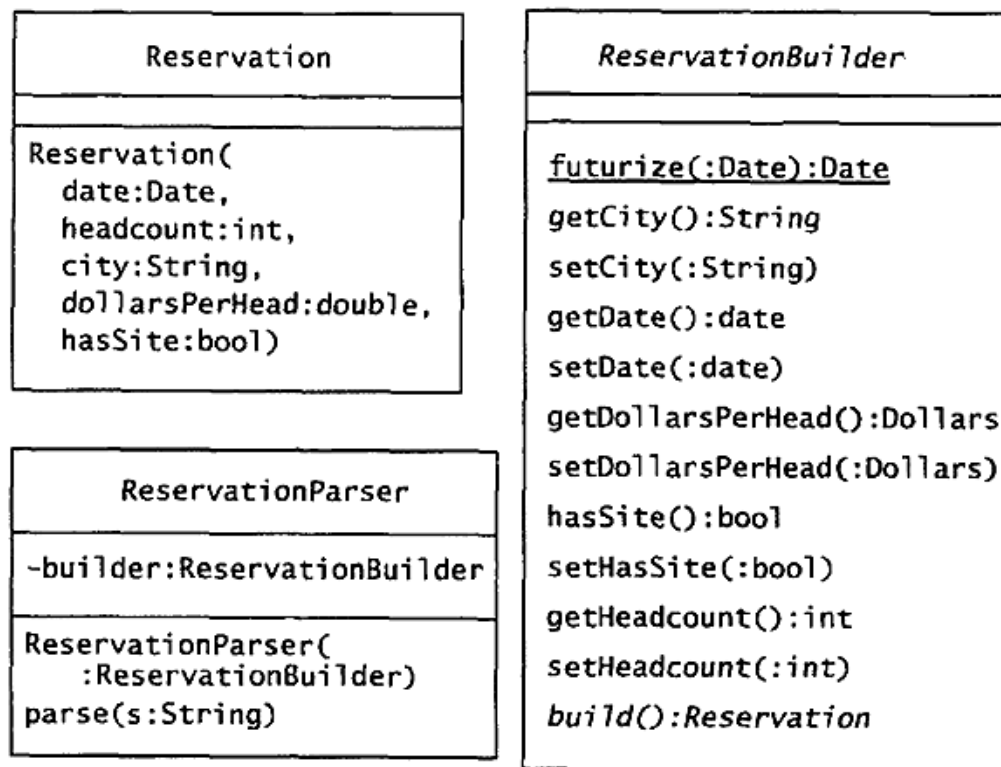 Reservation
Reservation(
date:Date,
headcount:int,
city:String,
dollarsPerHead:double,
hasSite:bool)
ReservationParser
-builder:ReservationBuilder
ReservationParser(
:ReservationBuilder)
parse(s:String)
ReservationBuilder
futurize(:Date):Date
getCity():String
setCity(:String)
getDate():date
setDate(:date)
getDollarsPerHead():Dollars
setDollarsPerHead(:Dollars)
hasSite():bool
setHasSite(:bool)
getHeadcount():int
setHeadcount(:int)
build():Reservation